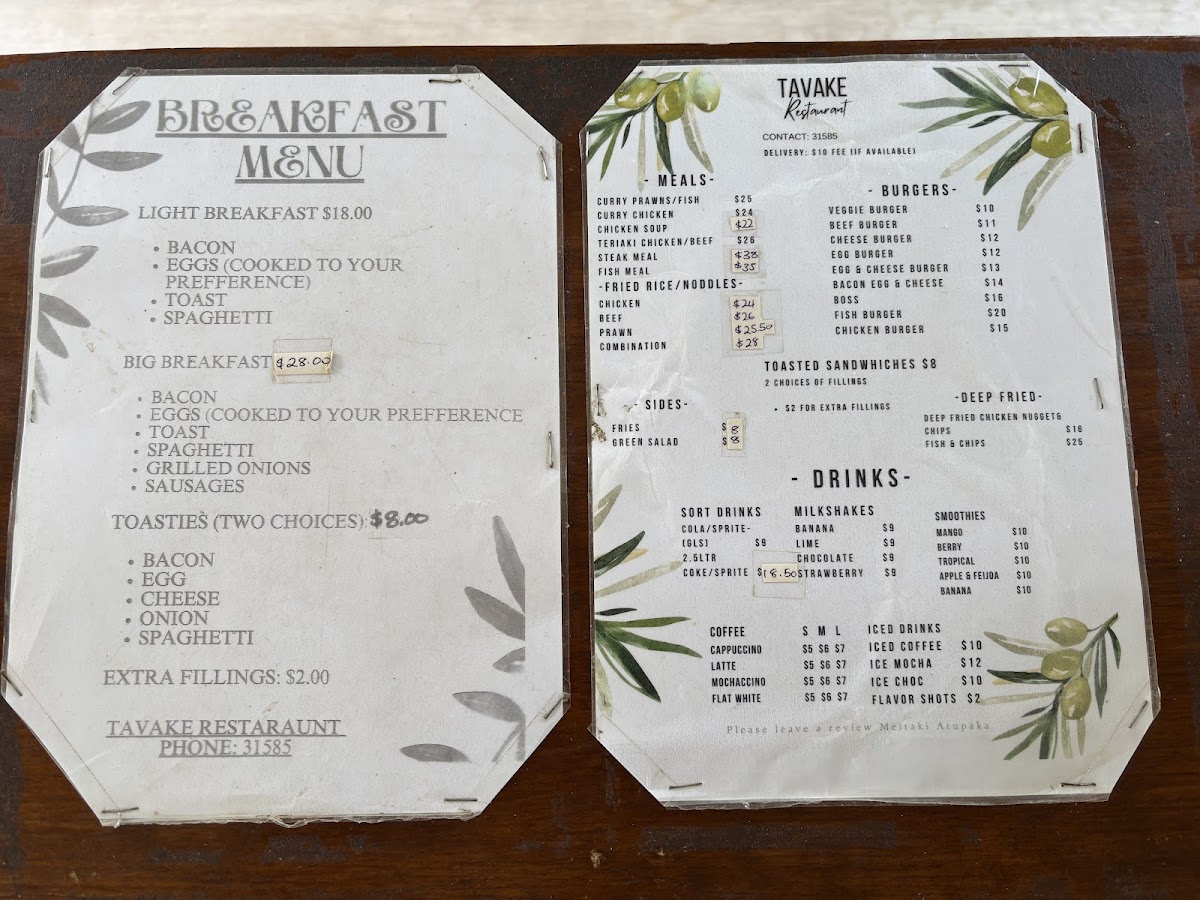 BREAKFAST
MENU
LIGHT BREAKFAST $18.00
• BACON
• EGGS (COOKED TO YOUR
PREFFERENCE)
• TOAST
• SPAGHETTI
BIG BREAKFAST $28.00
• BACON
• EGGS (COOKED TO YOUR PREFFERENCE
• TOAST
• SPAGHETTI
• GRILLED ONIONS
• SAUSAGES
TOASTIES (TWO CHOICES): $8.00
• BACON
• EGG
• CHEESE
• ONION
• SPAGHETTI
EXTRA FILLINGS: $2.00
TAVAKE RESTARAUNT
PHONE: 31585
TAVAKE
Restaurant
CONTACT: 31585
DELIVERY: $10 FEE (IF AVAILABLE)
- MEALS-
CURRY PRAWNS/FISH $25
CURRY CHICKEN $24
CHICKEN SOUP $22
TERIAKI CHICKEN/BEEF $26
STEAK MEAL $38
FISH MEAL $35
-FRIED RICE/NODDLES-
CHICKEN $24
BEEF $26
PRAWN $25.50
COMBINATION $28
- BURGERS-
VEGGIE BURGER $10
BEEF BURGER $11
CHEESE BURGER $12
EGG BURGER $12
EGG & CHEESE BURGER $13
BACON EGG & CHEESE $14
BOSS $16
FISH BURGER $20
CHICKEN BURGER $15
TOASTED SANDWHICHES $8
2 CHOICES OF FILLINGS
• $2 FOR EXTRA FILLINGS
- SIDES-
FRIES $8
GREEN SALAD $8
-DEEP FRIED-
DEEP FRIED CHICKEN NUGGET&
CHIPS $16
FISH & CHIPS $25
- DRINKS-
SORT DRINKS
COLA/SPRITE-
(GLS) $9
2.5LTR
COKE/SPRITE $18.50
MILKSHAKES
BANANA $9
LIME $9
CHOCOLATE $9
STRAWBERRY $9
SMOOTHIES
MANGO $10
BERRY $10
TROPICAL $10
APPLE & FEIJOA $10
BANANA $10
COFFEE S M L
CAPPUCCINO $5 $6 $7
LATTE $5 $6 $7
MOCHACCINO $5 $6 $7
FLAT WHITE $5 $6 $7
ICED DRINKS
ICED COFFEE $10
ICE MOCHA $12
ICE CHOC $10
FLAVOR SHOTS $2
Please leave a review Meitaki Atupaka